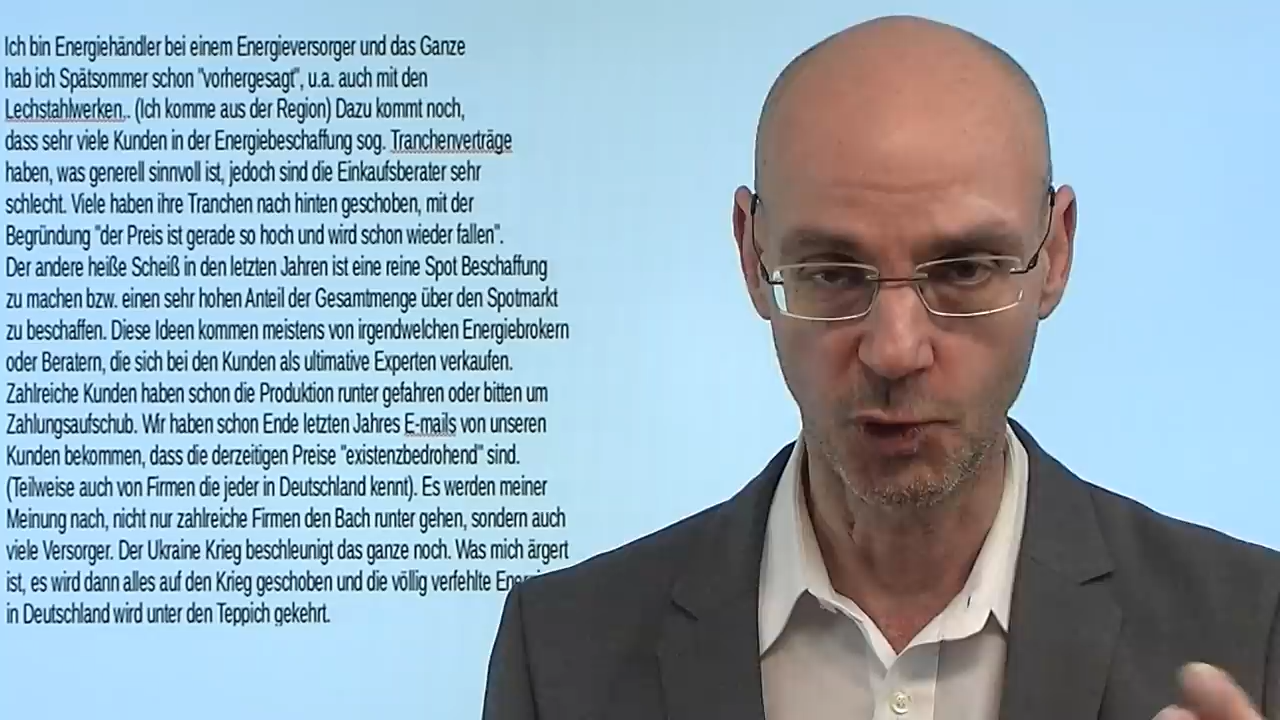 Ich bin Energiehändler bei einem Energieversorger und das Ganze
hab ich Spätsommer schon "vorhergesagt", u.a. auch mit den
Lechstahlwerken.. (Ich komme aus der Region) Dazu kommt noch,
dass sehr viele Kunden in der Energiebeschaffung sog. Tranchenverträge
haben, was generell sinnvoll ist, jedoch sind die Einkaufsberater sehr
schlecht. Viele haben ihre Tranchen nach hinten geschoben, mit der
Begründung "der Preis ist gerade so hoch und wird schon wieder fallen".
Der andere heiße Scheiß in den letzten Jahren ist eine reine Spot Beschaffung
zu machen bzw. einen sehr hohen Anteil der Gesamtmenge über den Spotmarkt
zu beschaffen. Diese Ideen kommen meistens von irgendwelchen Energiebrokern
oder Beratern, die sich bei den Kunden als ultimative Experten verkaufen.
Zahlreiche Kunden haben schon die Produktion runter gefahren oder bitten um
Zahlungsaufschub. Wir haben schon Ende letzten Jahres E-mails von unseren
Kunden bekommen, dass die derzeitigen Preise "existenzbedrohend" sind.
(Teilweise auch von Firmen die jeder in Deutschland kennt). Es werden meiner
Meinung nach, nicht nur zahlreiche Firmen den Bach runter gehen, sondern auch
viele Versorger. Der Ukraine Krieg beschleunigt das ganze noch. Was mich ärgert
ist, es wird dann alles auf den Krieg geschoben und die völlig verfehlte
in Deutschland wird unter den Teppich gekehrt.